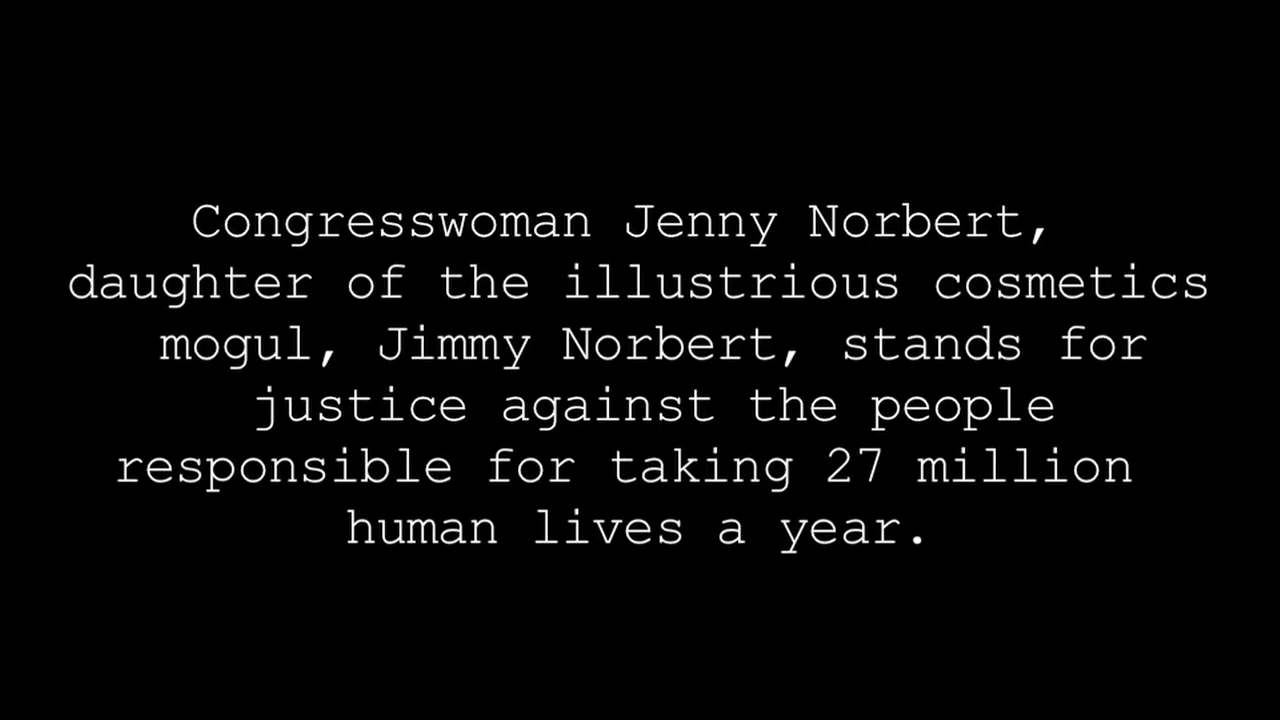 Congresswoman Jenny Norbert,
daughter of the illustrious cosmetics
mogul, Jimmy Norbert, stands for
justice against the people
responsible for taking 27 million
human lives a year.